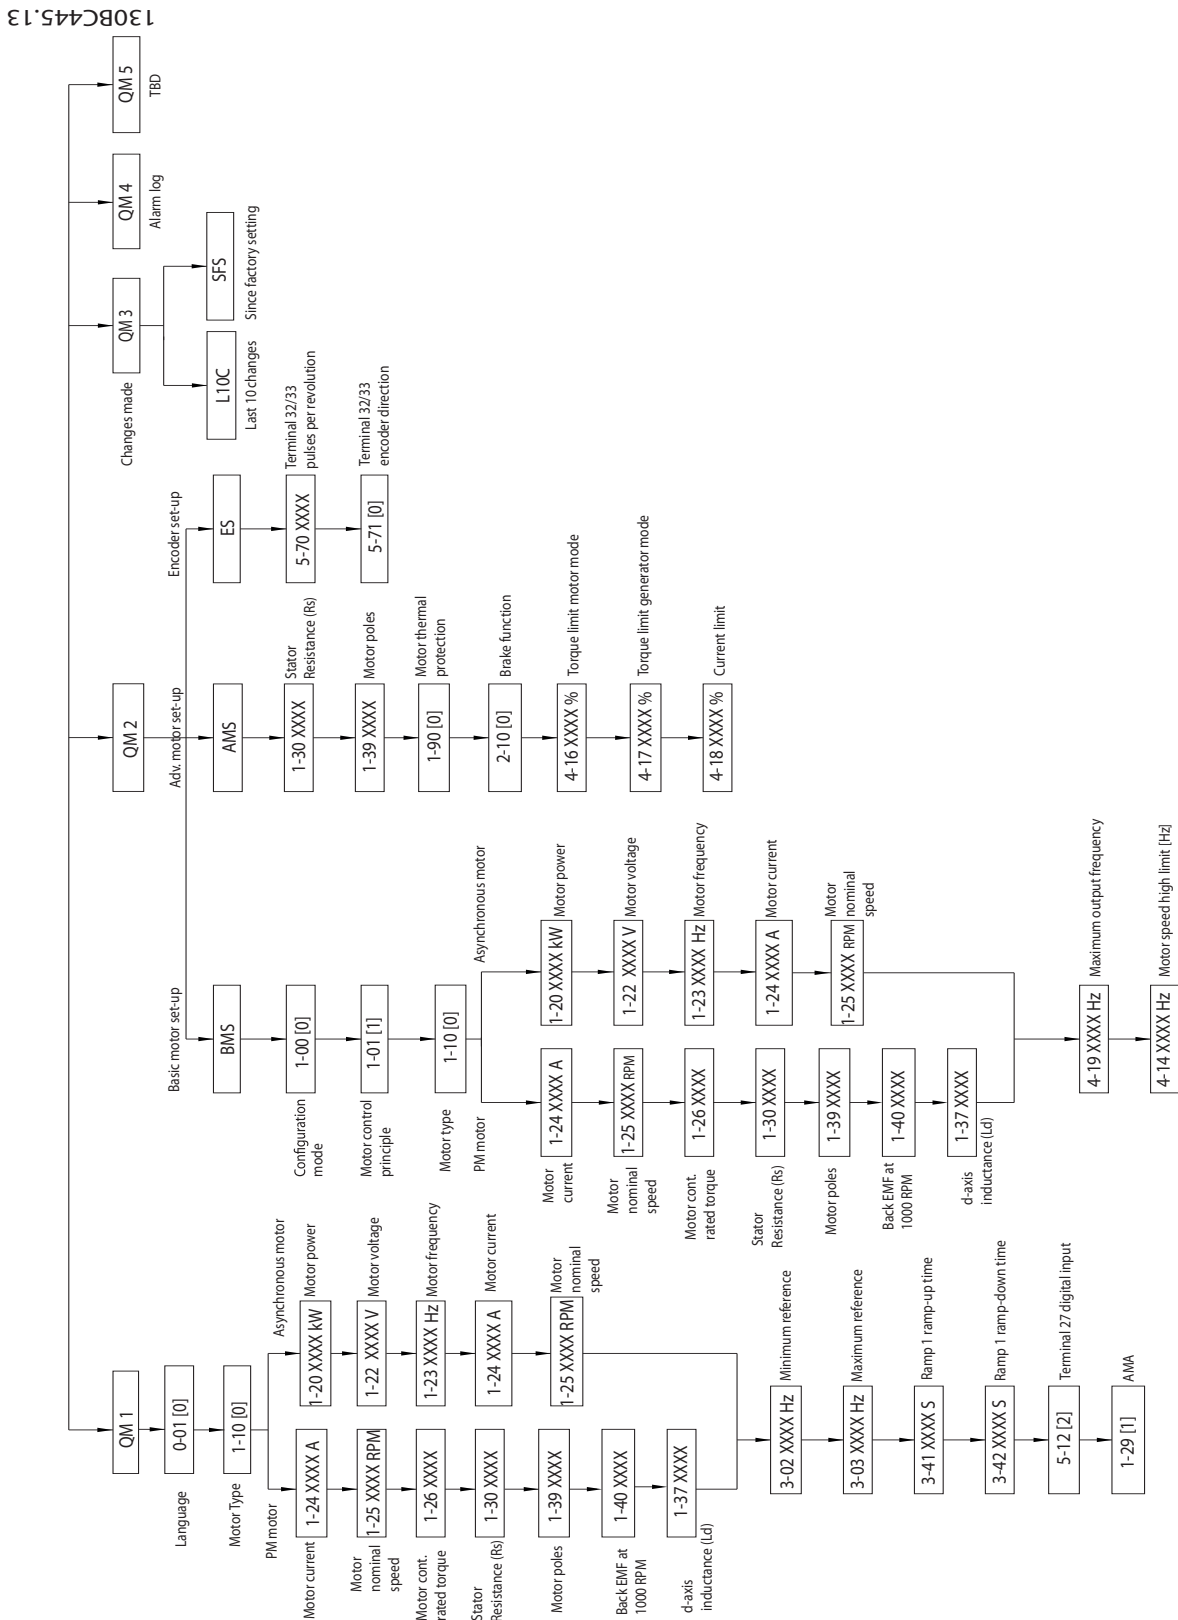 130BC445.13
QM 1
0-01 [0]
Language
1-10 [0]
Motor Type
PM motor
1-24 XXXX A
Motor current
1-25 XXXX RPM
Motor
nominal
speed
1-26 XXXX
Motor cont.
rated torque
1-30 XXXX
Stator
Resistance (Rs)
1-39 XXXX
Motor poles
1-40 XXXX
Back EMF at
1000 RPM
1-37 XXXX
d-axis
inductance (Ld)
Asynchronous motor
1-20 XXXX kW
Motor power
1-22 XXXX V
Motor voltage
1-23 XXXX Hz
Motor frequency
1-24 XXXX A
Motor current
1-25 XXXX RPM
Motor
nominal
speed
3-02 XXXX Hz
Minimum reference
3-03 XXXX Hz
Maximum reference
3-41 XXXX S
Ramp 1 ramp-up time
3-42 XXXX S
Ramp 1 ramp-down time
5-12 [2]
Terminal 27 digital input
1-29 [1]
AMA
QM 2
Basic motor set-up
BMS
1-00 [0]
Configuration
mode
1-01 [1]
Motor control
principle
1-10 [0]
Motor type
PM motor
1-24 XXXX A
Motor
current
1-25 XXXX RPM
Motor
nominal
speed
1-26 XXXX
Motor cont.
rated torque
1-30 XXXX
Stator
Resistance (Rs)
1-39 XXXX
Motor poles
1-40 XXXX
Back EMF at
1000 RPM
1-37 XXXX
d-axis
inductance (Ld)
Asynchronous motor
1-20 XXXX kW
Motor power
1-22 XXXX V
Motor voltage
1-23 XXXX Hz
Motor frequency
1-24 XXXX A
Motor current
1-25 XXXX RPM
Motor
nominal
speed
4-19 XXXX Hz
Maximum output frequency
4-14 XXXX Hz
Motor speed high limit [Hz]
Adv. motor set-up
AMS
1-30 XXXX
Stator
Resistance (Rs)
1-39 XXXX
Motor poles
1-90 [0]
Motor thermal
protection
2-10 [0]
Brake function
4-16 XXXX %
Torque limit motor mode
4-17 XXXX %
Torque limit generator mode
4-18 XXXX %
Current limit
Encoder set-up
ES
5-70 XXXX
Terminal 32/33
pulses per revolution
5-71 [0]
Terminal 32/33
encoder direction
QM 3
Changes made
L10C
Last 10 changes
SFS
Since factory setting
QM 4
Alarm log
QM 5
TBD